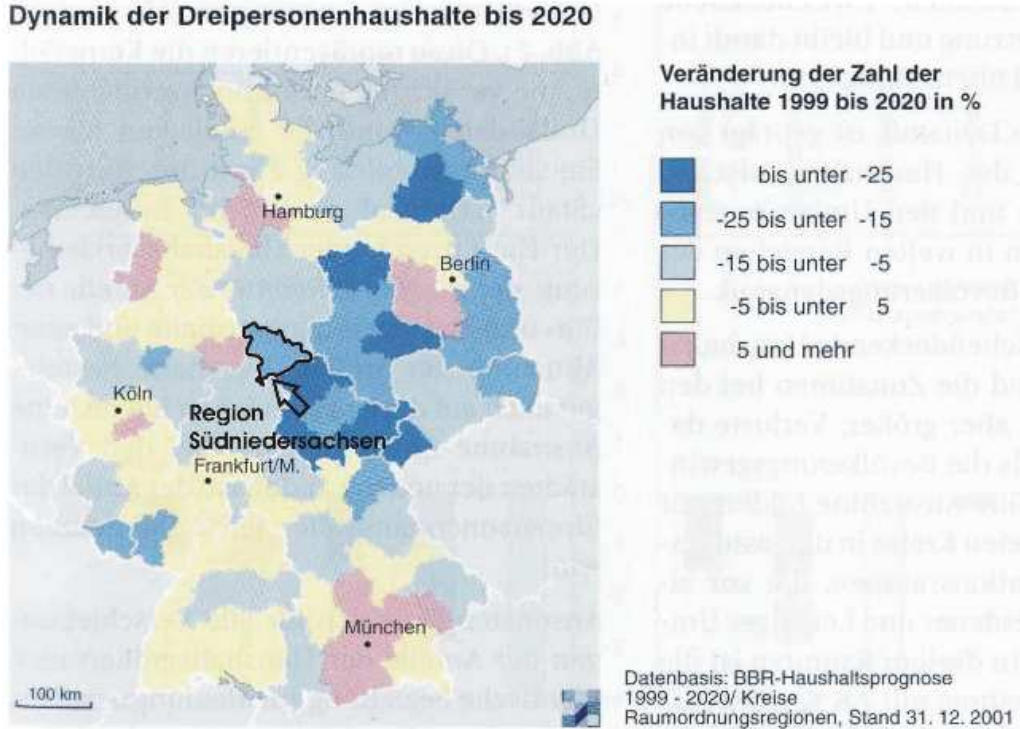 Dynamik der Dreipersonenhaushalte bis 2020
Hamburg
Berlin
Köln
Region
Südniedersachsen
Frankfurt/M.
München
100 km
Veränderung der Zahl der
Haushalte 1999 bis 2020 in %
bis unter -25
-25 bis unter -15
-15 bis unter -5
-5 bis unter 5
5 und mehr
Datenbasis: BBR-Haushaltsprognose
1999 - 2020/ Kreise
Raumordnungsregionen, Stand 31. 12. 2001